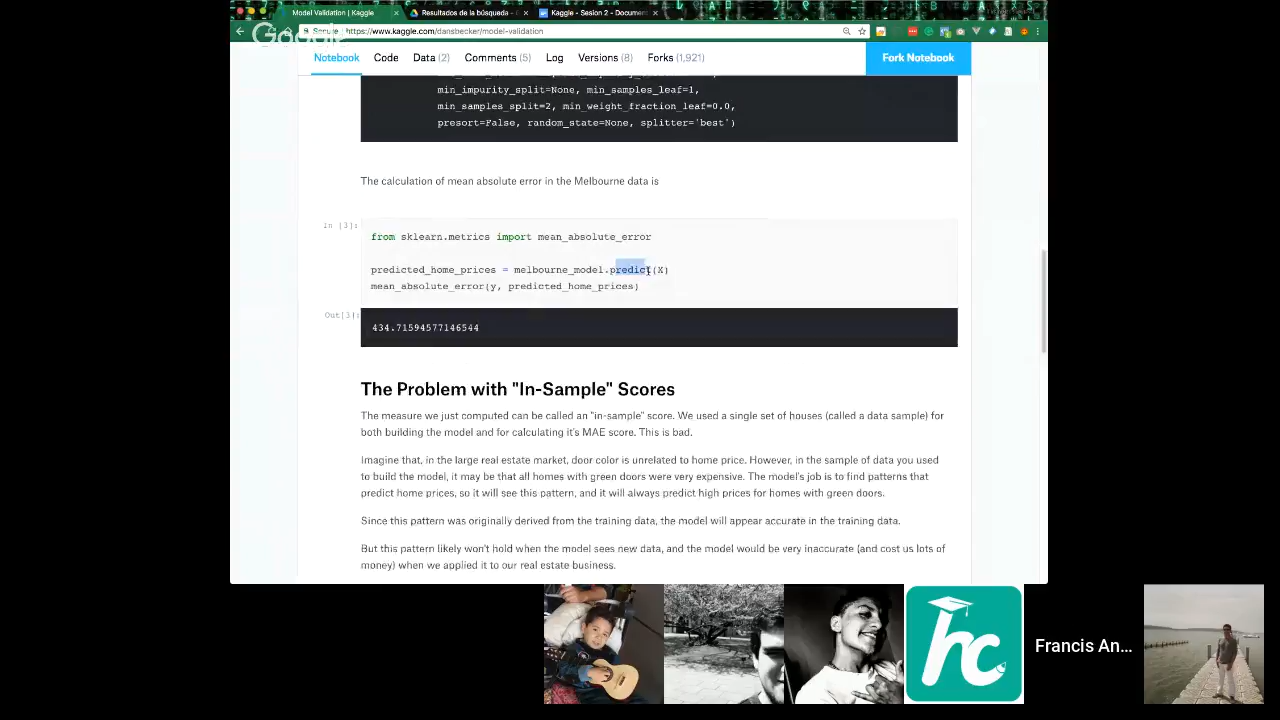 Model Validation | Kaggle
Resultados de la búsqueda -
Kaggle - Sesion 2 - Document
https://www.kaggle.com/dansbecker/model-validation
Google
Notebook Code Data (2) Comments (5) Log Versions (8) Forks (1,921) Fork Notebook
min_impurity_split=None, min_samples_leaf=1,
min_samples_split=2, min_weight_fraction_leaf=0.0,
presort=False, random_state=None, splitter='best')
The calculation of mean absolute error in the Melbourne data is
In [3]:
from sklearn.metrics import mean_absolute_error
predicted_home_prices = melbourne_model.predict(X)
mean_absolute_error(y, predicted_home_prices)
Out[3]:
434.71594577146544
The Problem with "In-Sample" Scores
The measure we just computed can be called an "in-sample" score. We used a single set of houses (called a data sample) for
both building the model and for calculating it's MAE score. This is bad.
Imagine that, in the large real estate market, door color is unrelated to home price. However, in the sample of data you used
to build the model, it may be that all homes with green doors were very expensive. The model's job is to find patterns that
predict home prices, so it will see this pattern, and it will always predict high prices for homes with green doors.
Since this pattern was originally derived from the training data, the model will appear accurate in the training data.
But this pattern likely won't hold when the model sees new data, and the model would be very inaccurate (and cost us lots of
money) when we applied it to our real estate business.
hc
Francis An...